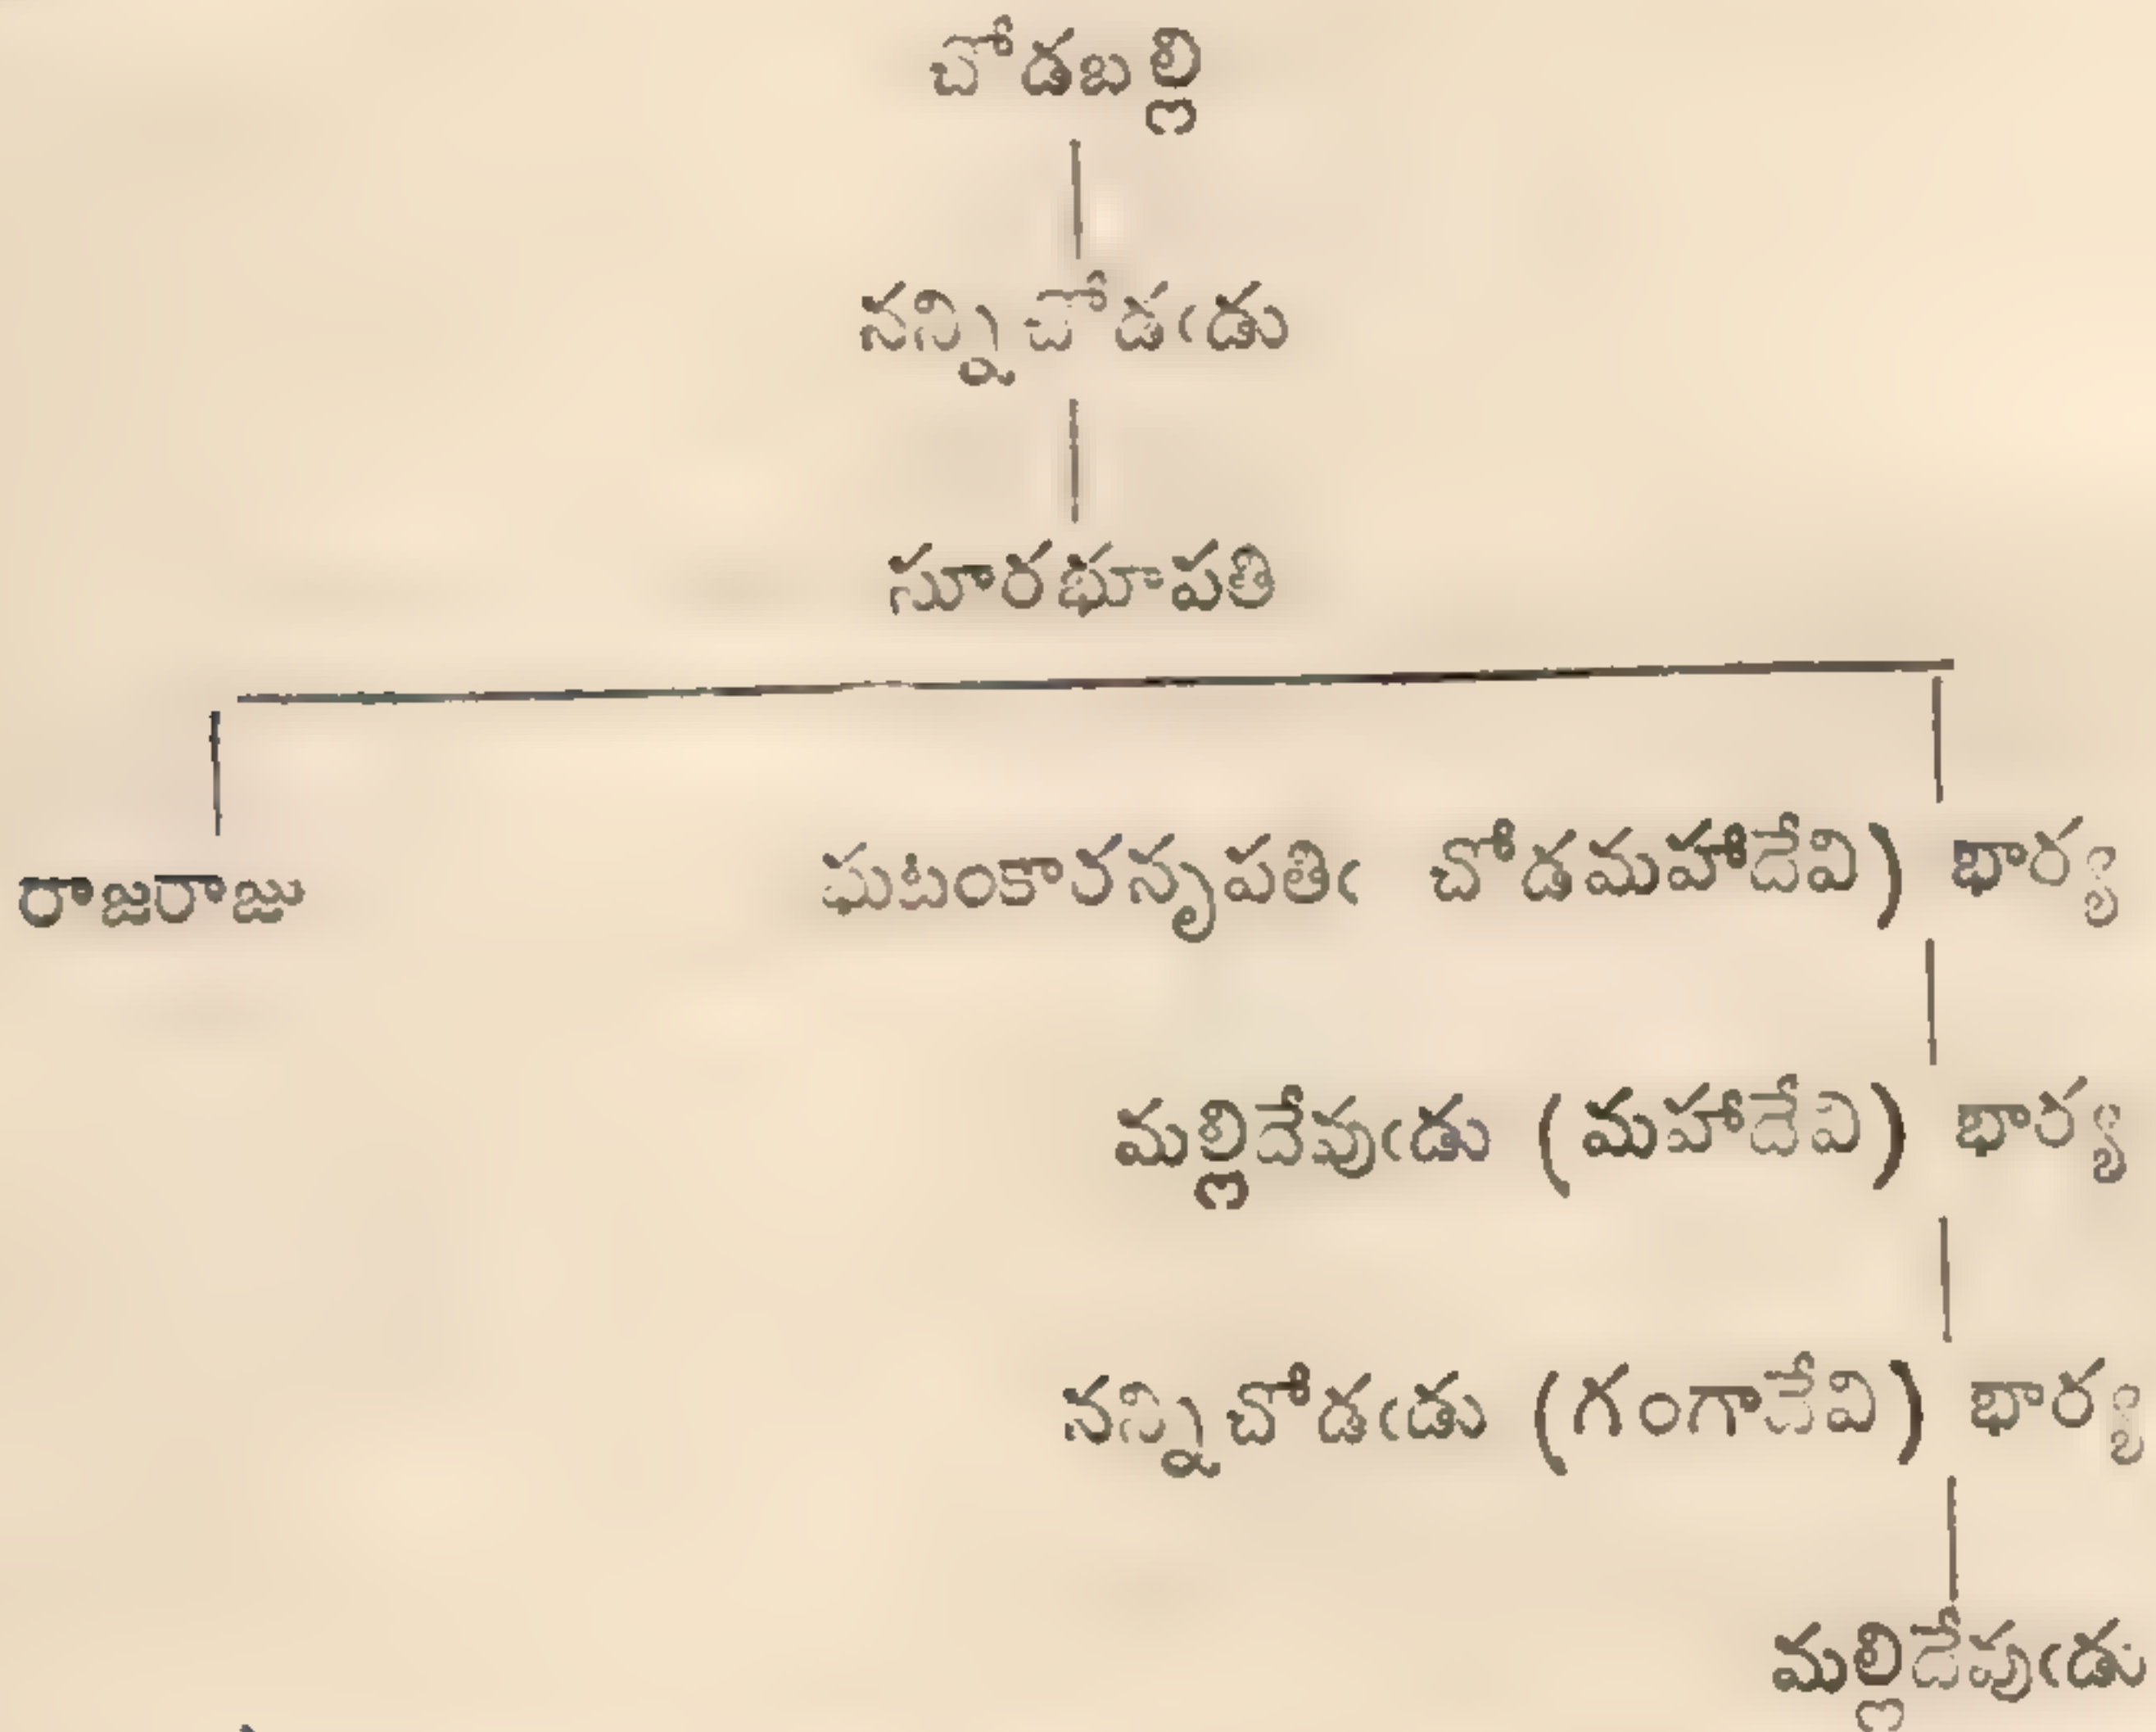 చోడబల్లి
నన్నిచోడఁడు
సూరభూపతి
రాజరాజు ఘటంకారనృపతిఁ చోడమహాదేవి) భార్య
మల్లిదేవుఁడు (మహాదేవి) భార్య
నన్నిచోడఁడు (గంగాదేవి) భార్య
మల్లిదేవుఁడు